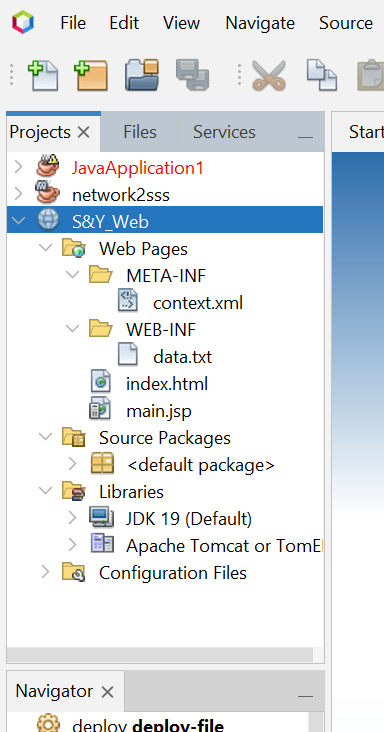 File Edit View Navigate Source
Projects Files Services Start
JavaApplication1
network2sss
S&Y_Web
Web Pages
META-INF
context.xml
WEB-INF
data.txt
index.html
main.jsp
Source Packages
<default package>
Libraries
JDK 19 (Default)
Apache Tomcat or TomE
Configuration Files
Navigator
deploy deploy-file